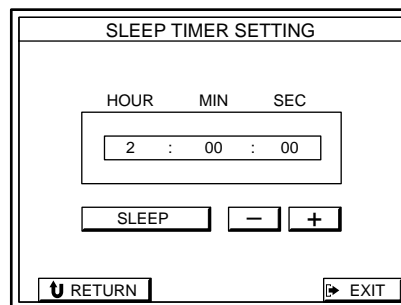 SLEEP TIMER SETTING
HOUR MIN SEC
2 : 00 : 00
SLEEP − +
RETURN EXIT